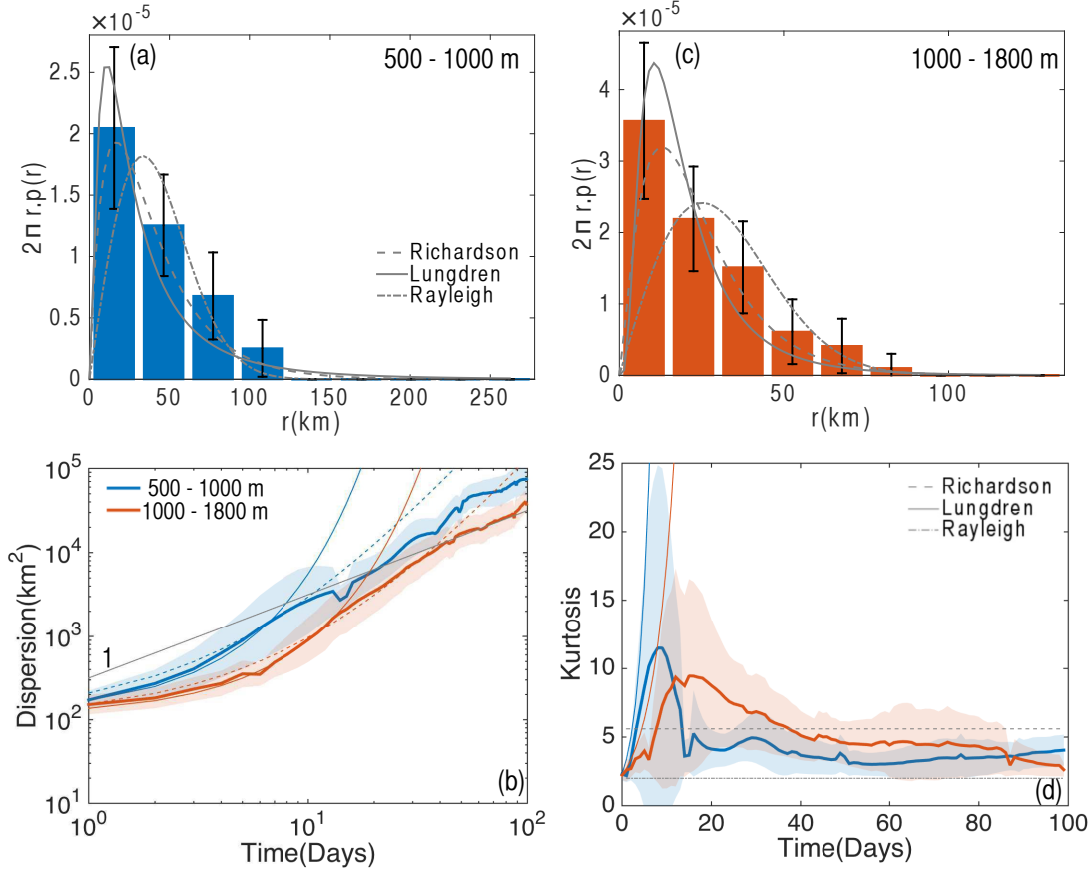 ×10⁻⁵
(a)
500 - 1000 m
2.5
2
1.5
1
0.5
0
2π r.p(r)
Richardson
Lungdren
Rayleigh
0
50
100
150
200
250
r(km)
×10⁻⁵
(c)
1000 - 1800 m
4
3
2
1
0
2π r.p(r)
0
50
100
r(km)
10⁵
10⁴
10³
10²
10¹
Dispersion(km²)
500 - 1000 m
1000 - 1800 m
1
(b)
10⁰
10¹
10²
Time(Days)
25
20
15
10
5
0
Kurtosis
Richardson
Lungdren
Rayleigh
(d)
0
20
40
60
80
100
Time(Days)